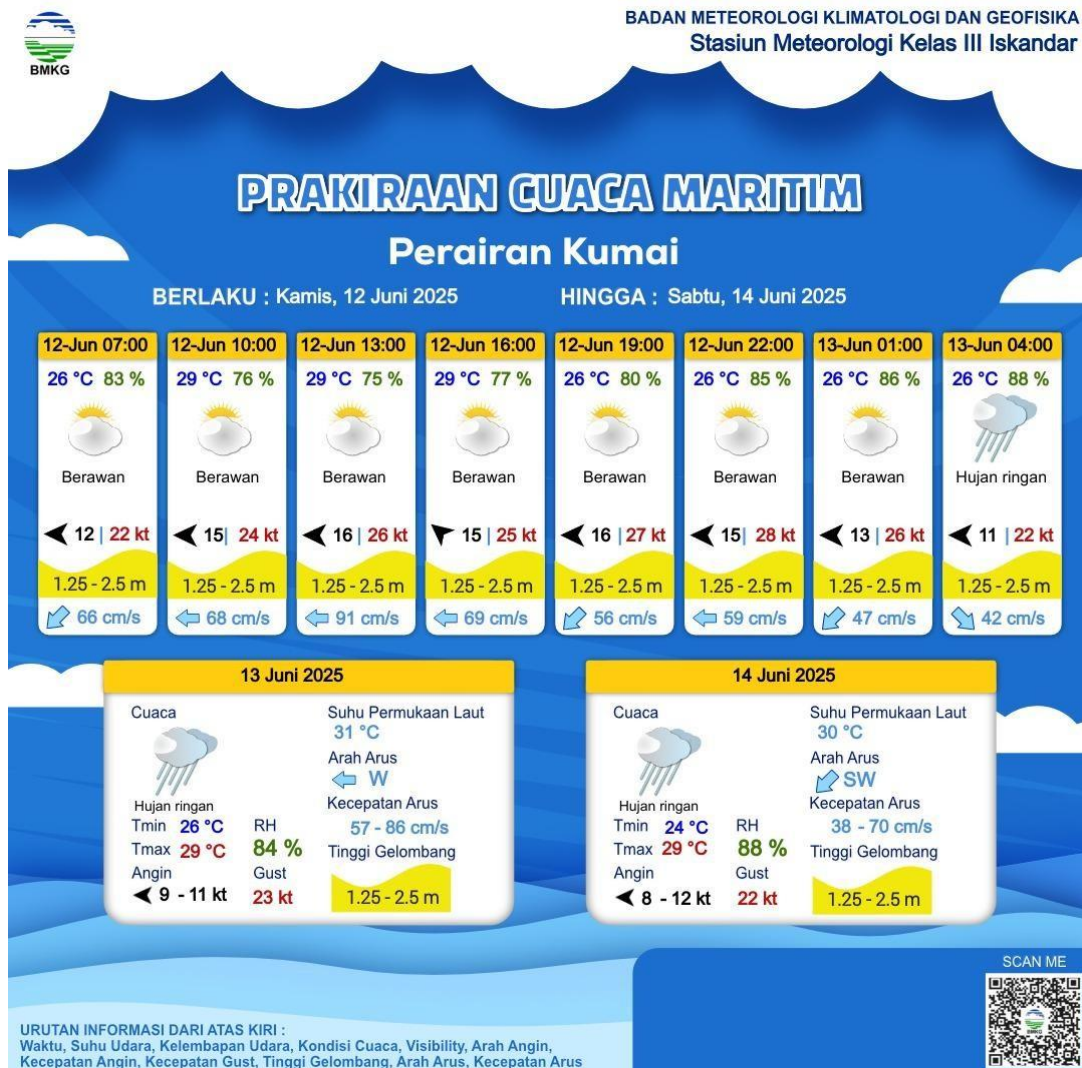 BMKG
BADAN METEOROLOGI KLIMATOLOGI DAN GEOFISIKA
Stasiun Meteorologi Kelas III Iskandar
PRAKIRAAN CUACA MARITIM
Perairan Kumai
BERLAKU : Kamis, 12 Juni 2025 HINGGA : Sabtu, 14 Juni 2025
12-Jun 07:00 12-Jun 10:00 12-Jun 13:00 12-Jun 16:00 12-Jun 19:00 12-Jun 22:00 13-Jun 01:00 13-Jun 04:00
26 °C 83 % 29 °C 76 % 29 °C 75 % 29 °C 77 % 26 °C 80 % 26 °C 85 % 26 °C 86 % 26 °C 88 %
Berawan Berawan Berawan Berawan Berawan Berawan Berawan Hujan ringan
12 | 22 kt 15| 24 kt 16 | 26 kt 15 | 25 kt 16 | 27 kt 15| 28 kt 13 | 26 kt 11 | 22 kt
1.25 - 2.5 m 1.25 - 2.5 m 1.25 - 2.5 m 1.25 - 2.5 m 1.25 - 2.5 m 1.25 - 2.5 m 1.25 - 2.5 m 1.25 - 2.5 m
66 cm/s 68 cm/s 91 cm/s 69 cm/s 56 cm/s 59 cm/s 47 cm/s 42 cm/s
13 Juni 2025
Cuaca Suhu Permukaan Laut
31 °C
Arah Arus
W
Hujan ringan Kecepatan Arus
Tmin 26 °C RH 57 - 86 cm/s
Tmax 29 °C 84 % Tinggi Gelombang
Angin Gust
9 - 11 kt 23 kt 1.25 - 2.5 m
14 Juni 2025
Cuaca Suhu Permukaan Laut
30 °C
Arah Arus
SW
Hujan ringan Kecepatan Arus
Tmin 24 °C RH 38 - 70 cm/s
Tmax 29 °C 88 % Tinggi Gelombang
Angin Gust
8 - 12 kt 22 kt 1.25 - 2.5 m
SCAN ME
BMKG
URUTAN INFORMASI DARI ATAS KIRI :
Waktu, Suhu Udara, Kelembapan Udara, Kondisi Cuaca, Visibility, Arah Angin,
Kecepatan Angin, Kecepatan Gust, Tinggi Gelombang, Arah Arus, Kecepatan Arus